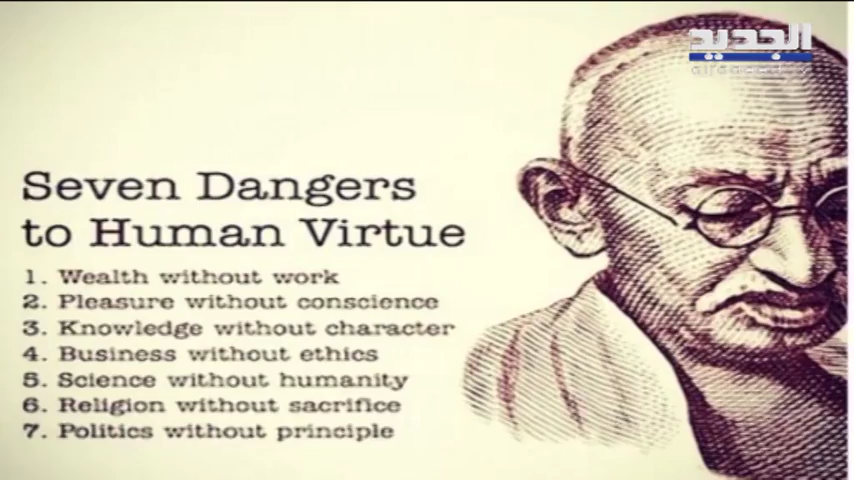 الجديد
Seven Dangers
to Human Virtue
1. Wealth without work
2. Pleasure without conscience
3. Knowledge without character
4. Business without ethics
5. Science without humanity
6. Religion without sacrifice
7. Politics without principle